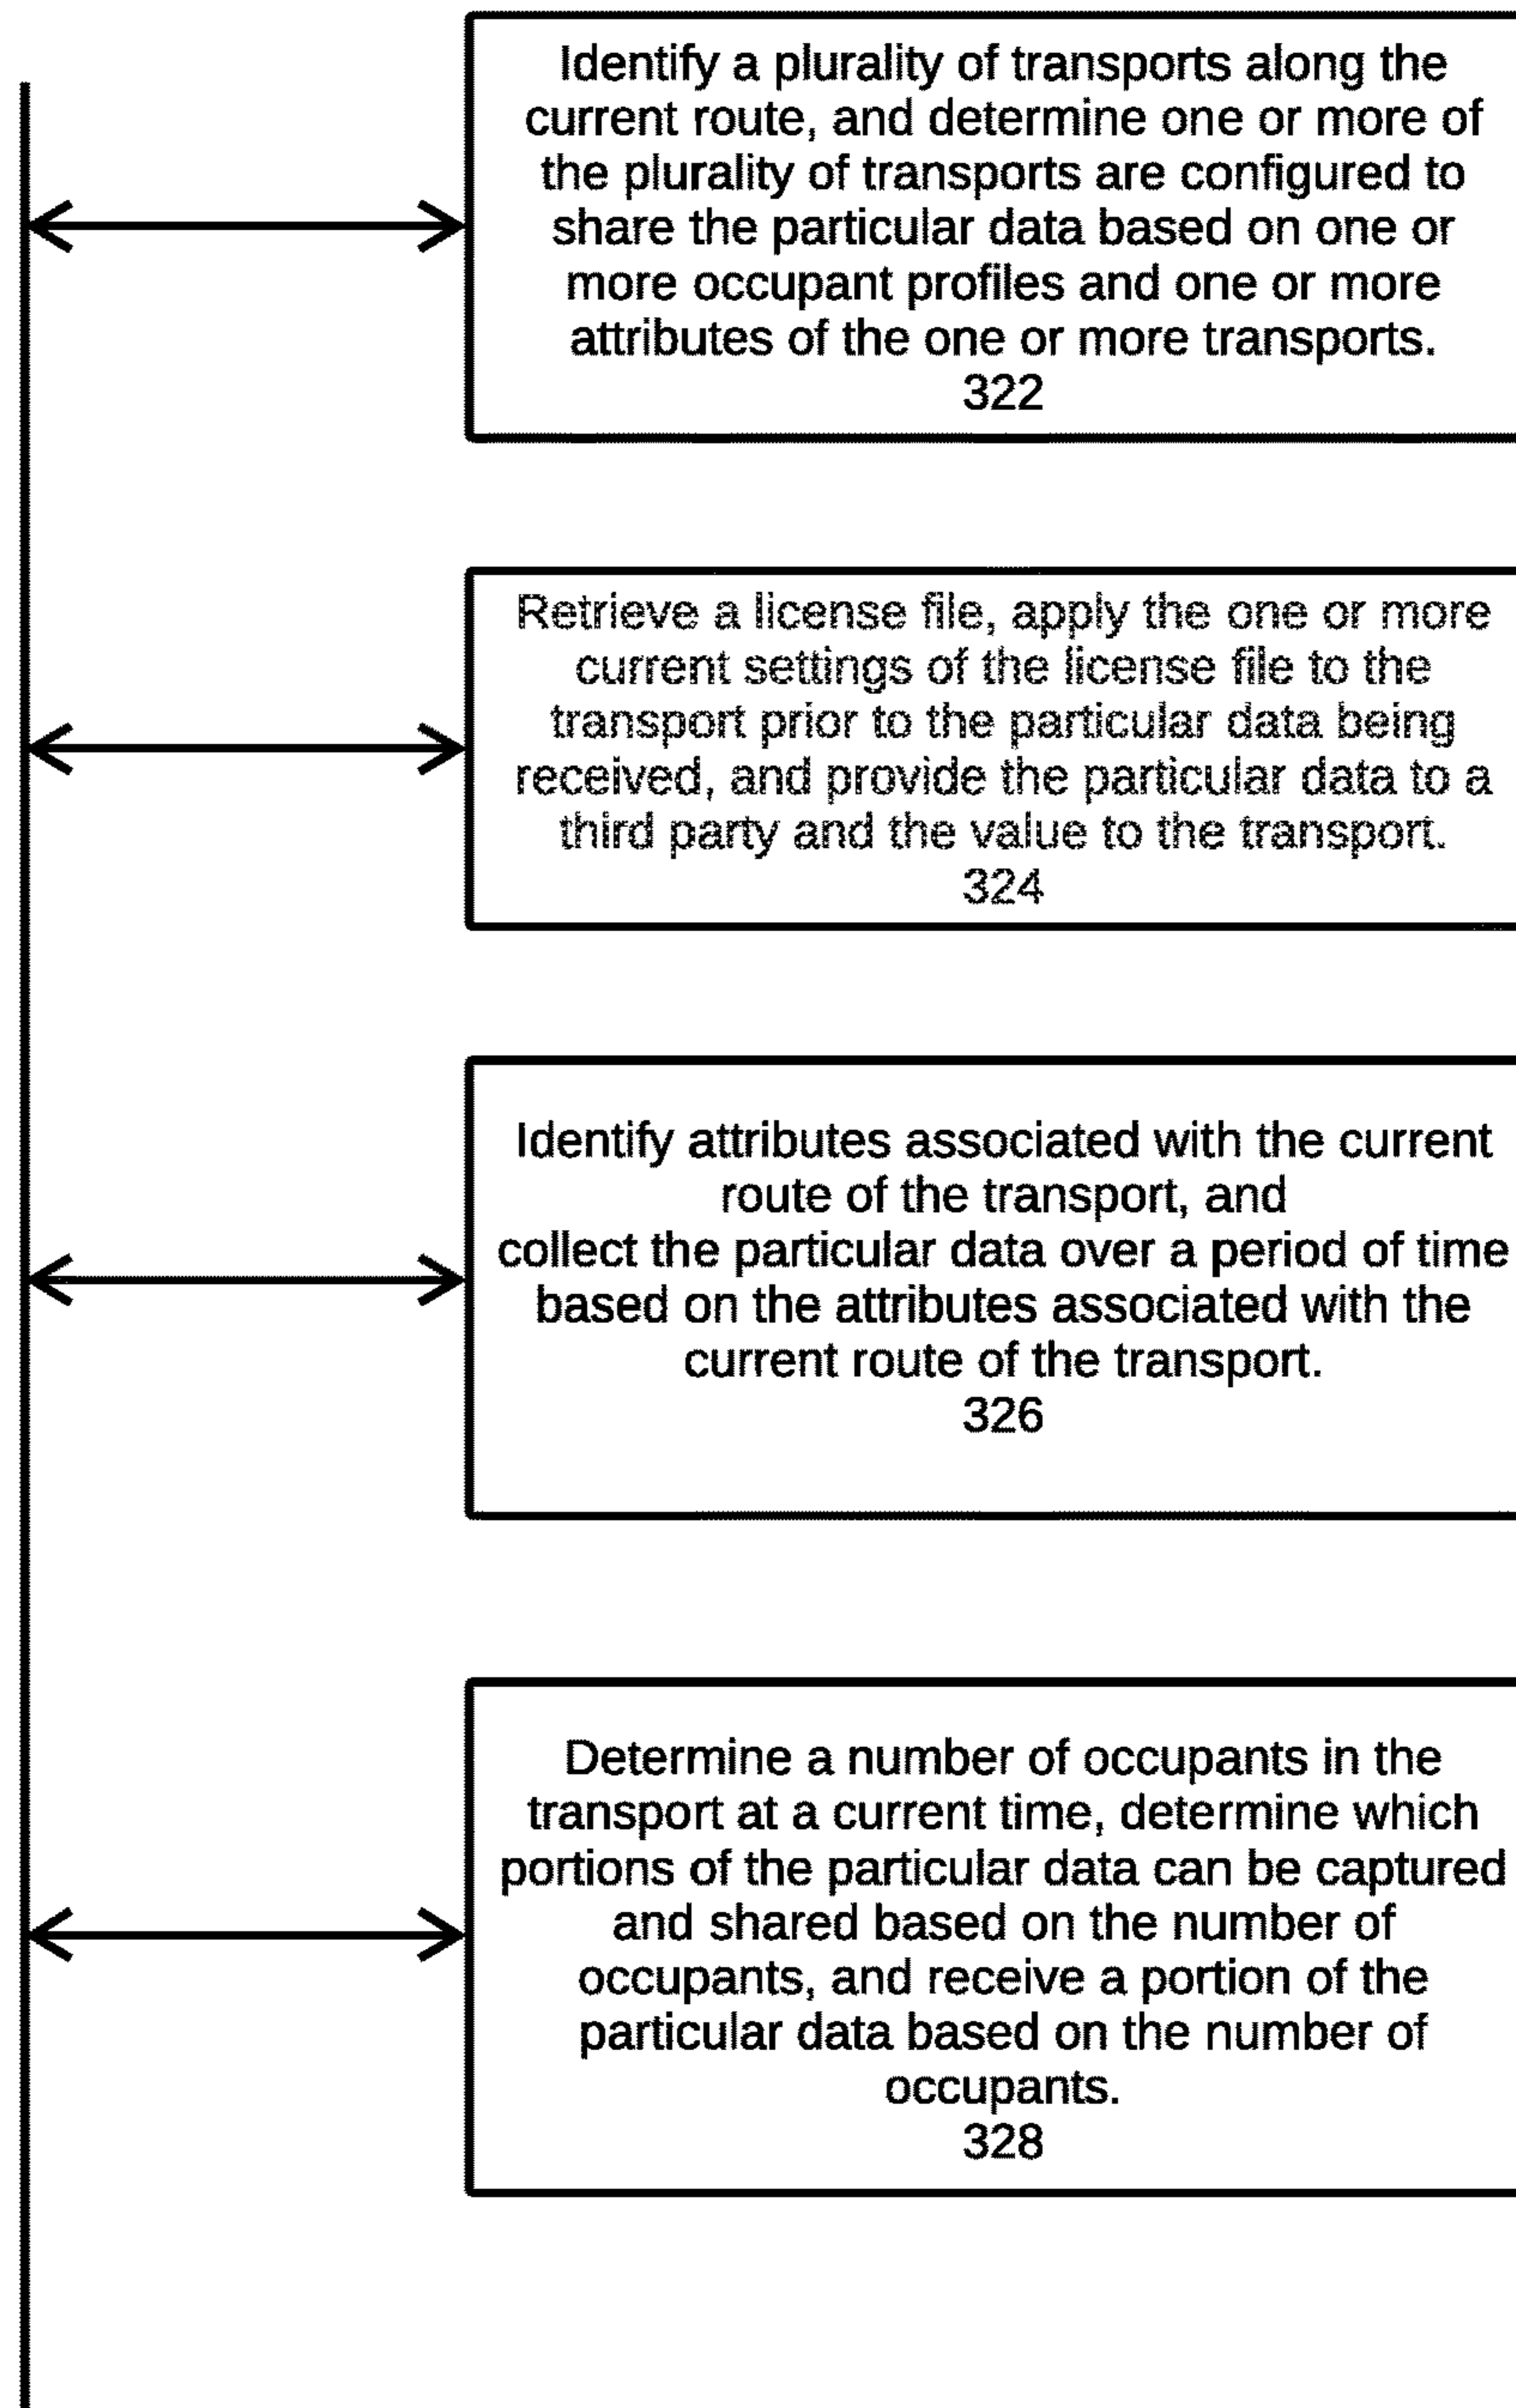 Identify a plurality of transports along the
current route, and determine one or more of
the plurality of transports are configured to
share the particular data based on one or
more occupant profiles and one or more
attributes of the one or more transports.
322
Retrieve a license file, apply the one or more
current settings of the license file to the
transport prior to the particular data being
received, and provide the particular data to a
third party and the value to the transport.
324
Identify attributes associated with the current
route of the transport, and
collect the particular data over a period of time
based on the attributes associated with the
current route of the transport.
326
Determine a number of occupants in the
transport at a current time, determine which
portions of the particular data can be captured
and shared based on the number of
occupants, and receive a portion of the
particular data based on the number of
occupants.
328